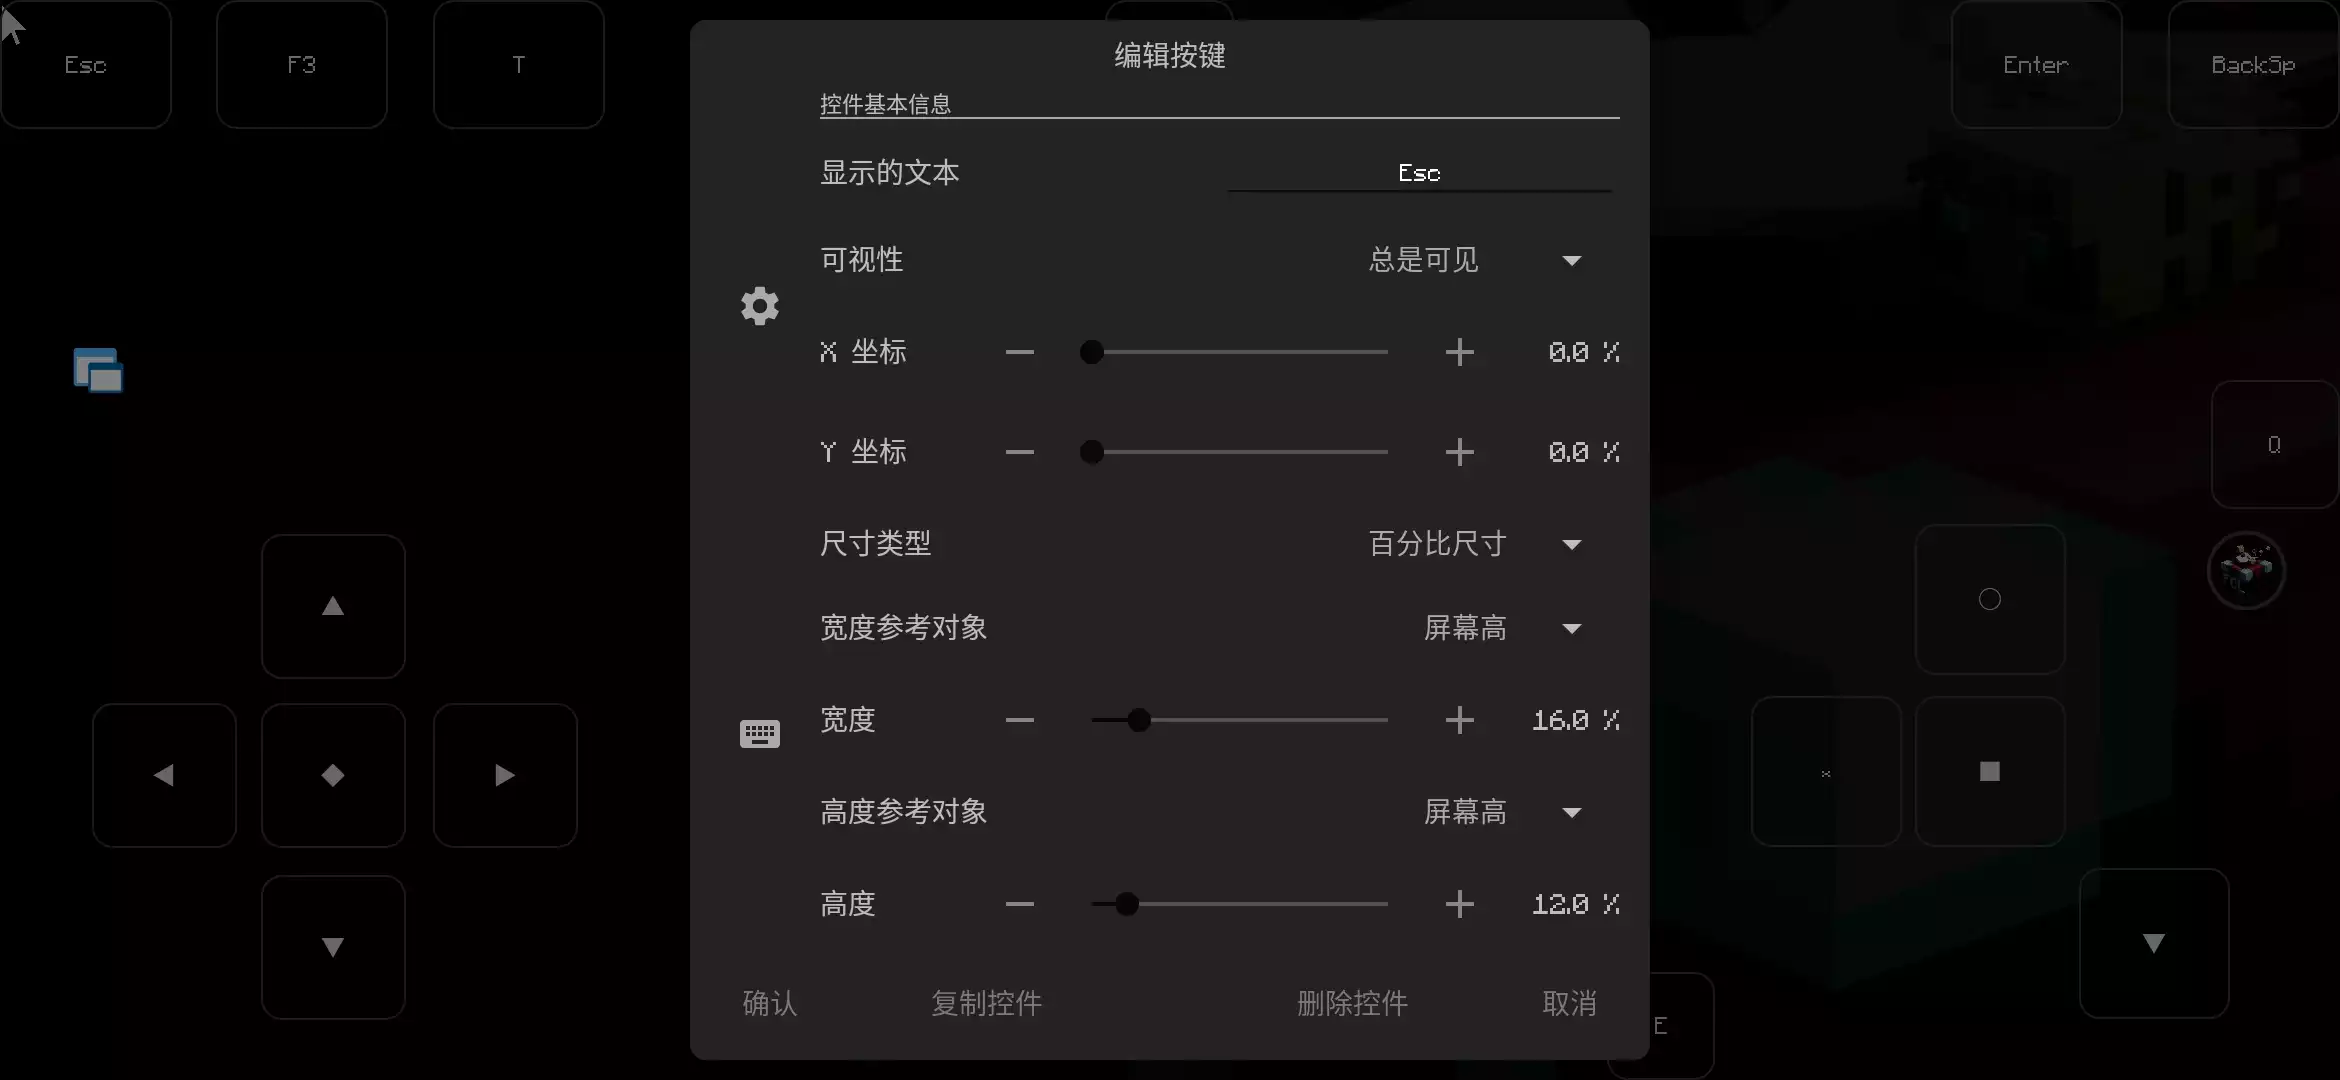 Esc
F3
T
编辑按键
Enter
BackSp
控件基本信息
显示的文本
Esc
可视性
总是可见
X 坐标
0.0 %
Y 坐标
0.0 %
Q
尺寸类型
百分比尺寸
宽度参考对象
屏幕高
宽度
16.0 %
高度参考对象
屏幕高
高度
12.0 %
确认
复制控件
删除控件
取消
E